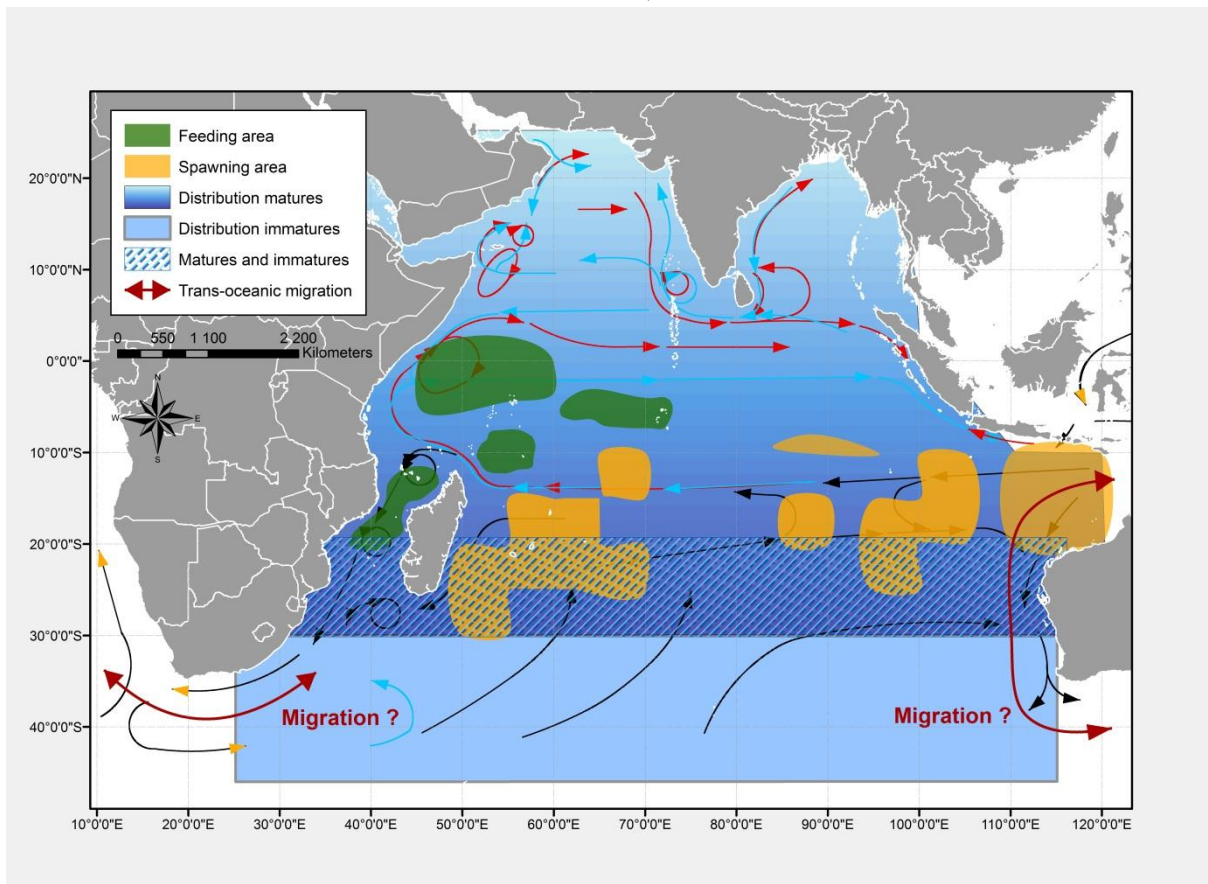 Feeding area
Spawning area
Distribution matures
Distribution immatures
Matures and immatures
Trans-oceanic migration
0 550 1 100 2 200
Kilometers
N
W E
S
20°0'0"N
10°0'0"N
0°0'0"
10°0'0"S
20°0'0"S
30°0'0"S
40°0'0"S
Migration ?
Migration ?
10°0'0"E 20°0'0"E 30°0'0"E 40°0'0"E 50°0'0"E 60°0'0"E 70°0'0"E 80°0'0"E 90°0'0"E 100°0'0"E 110°0'0"E 120°0'0"E